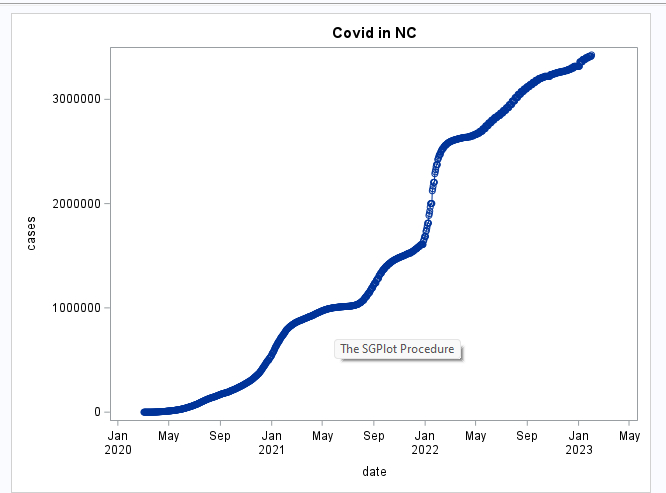 Covid in NC
3000000
2000000
1000000
0
cases
The SGPlot Procedure
Jan May Sep Jan May Sep Jan May Sep Jan May
2020 2021 2022 2023
date